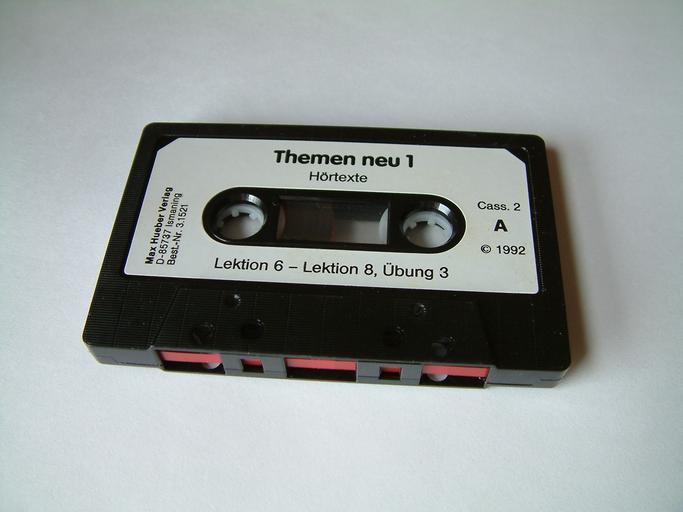 Themen neu 1
Hörtexte
Max Hueber Verlag
D-85737 Ismaning
Best.-Nr. 3.1521
Cass. 2
A
© 1992
Lektion 6 – Lektion 8, Übung 3